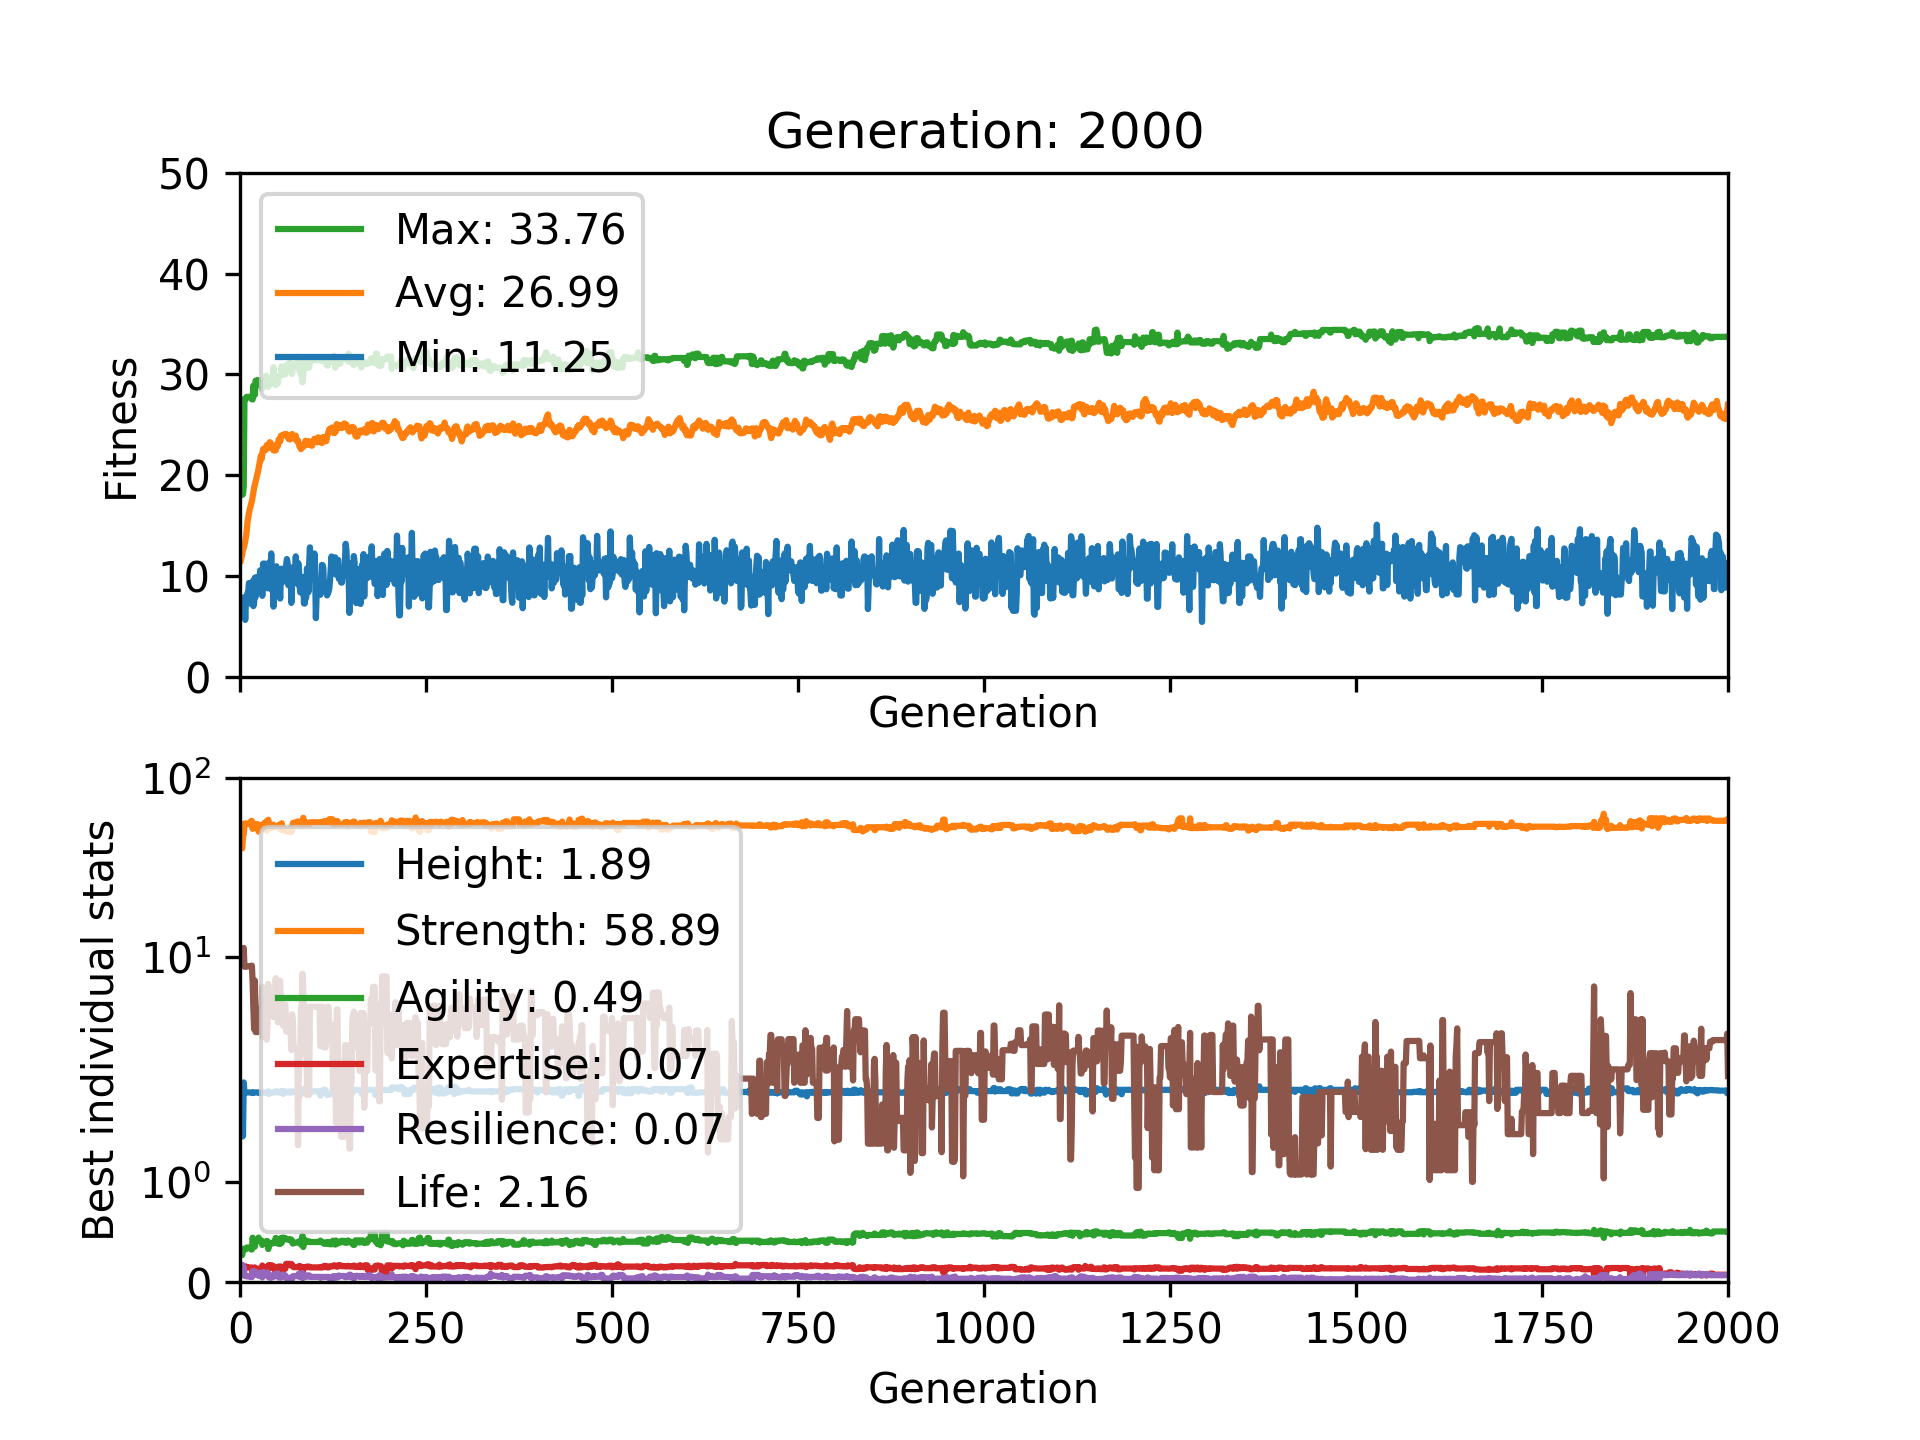 Generation: 2000
50
40
30
20
10
0
Fitness
Max: 33.76
Avg: 26.99
Min: 11.25
Generation
10²
10¹
10⁰
0
Best individual stats
Height: 1.89
Strength: 58.89
Agility: 0.49
Expertise: 0.07
Resilience: 0.07
Life: 2.16
0 250 500 750 1000 1250 1500 1750 2000
Generation